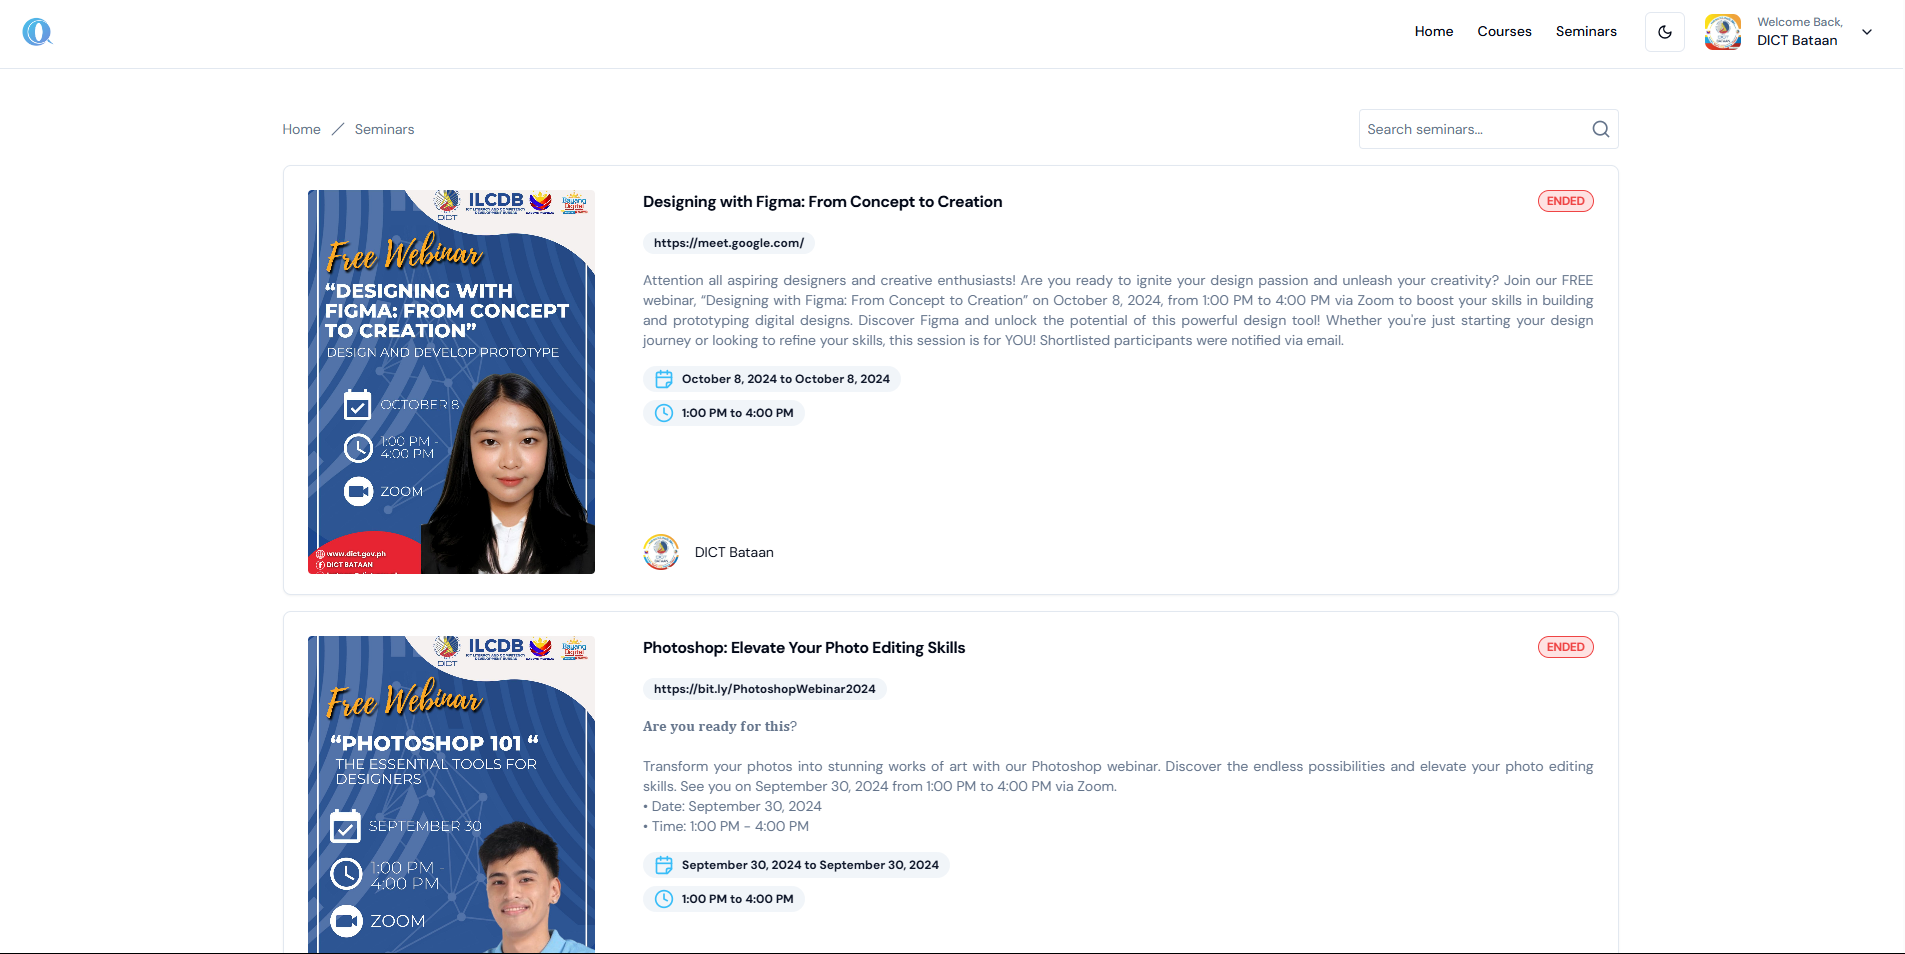 Home
Courses
Seminars
Welcome Back,
DICT Bataan
Home / Seminars
Search seminars...
DICT
ILCDB
Free Webinar
“DESIGNING WITH
FIGMA: FROM CONCEPT
TO CREATION”
DESIGN AND DEVELOP PROTOTYPE
OCTOBER 8
1:00 PM -
4:00 PM
ZOOM
www.dict.gov.ph
DICT BATAAN
Designing with Figma: From Concept to Creation
ENDED
https://meet.google.com/
Attention all aspiring designers and creative enthusiasts! Are you ready to ignite your design passion and unleash your creativity? Join our FREE
webinar, “Designing with Figma: From Concept to Creation” on October 8, 2024, from 1:00 PM to 4:00 PM via Zoom to boost your skills in building
and prototyping digital designs. Discover Figma and unlock the potential of this powerful design tool! Whether you're just starting your design
journey or looking to refine your skills, this session is for YOU! Shortlisted participants were notified via email.
October 8, 2024 to October 8, 2024
1:00 PM to 4:00 PM
DICT Bataan
DICT
ILCDB
Free Webinar
“PHOTOSHOP 101 “
THE ESSENTIAL TOOLS FOR
DESIGNERS
SEPTEMBER 30
1:00 PM -
4:00 PM
ZOOM
Photoshop: Elevate Your Photo Editing Skills
ENDED
https://bit.ly/PhotoshopWebinar2024
Are you ready for this?
Transform your photos into stunning works of art with our Photoshop webinar. Discover the endless possibilities and elevate your photo editing
skills. See you on September 30, 2024 from 1:00 PM to 4:00 PM via Zoom.
• Date: September 30, 2024
• Time: 1:00 PM - 4:00 PM
September 30, 2024 to September 30, 2024
1:00 PM to 4:00 PM